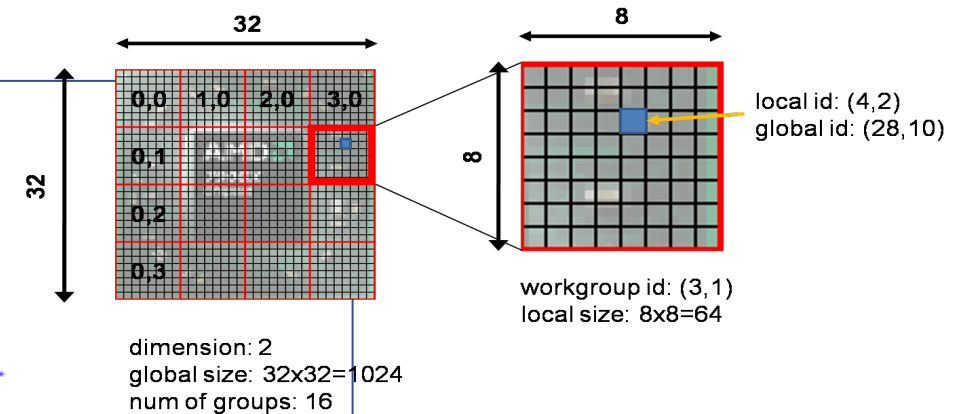 32
8
0,0 1,0 2,0 3,0
0,1
0,2
0,3
AMD
32
8
local id: (4,2)
global id: (28,10)
workgroup id: (3,1)
local size: 8x8=64
dimension: 2
global size: 32x32=1024
num of groups: 16